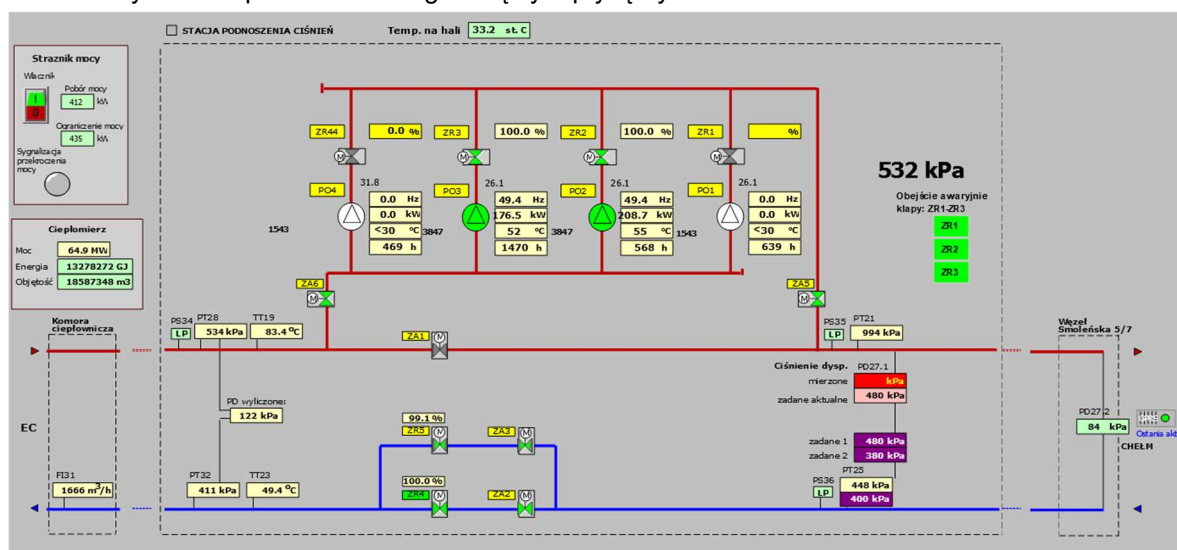 STACJA PODNOSZENIA CIŚNIEŃ
Temp. na hali 33.2 st. C
Straznik mocy
Wlacznik
I
0
Pobór mocy
412 kW
Ograniczenie mocy
435 kW
Sygnalizacja
przekroczenia
mocy
Ciepłomierz
Moc 64.9 MW
Energia 13278272 GJ
Objętość 18587348 m3
ZR44 0.0 %
ZR3 100.0 %
ZR2 100.0 %
ZR1 %
M M M M
31.8 26.1 26.1 26.1
PO4 0.0 Hz
0.0 kW
<30 °C
469 h
1543
PO3 49.4 Hz
176.5 kW
52 °C
1470 h
3847
PO2 49.4 Hz
208.7 kW
55 °C
568 h
3847
PO1 0.0 Hz
0.0 kW
<30 °C
639 h
1543
532 kPa
Obejście awaryjnie
klapy: ZR1-ZR3
ZR1
ZR2
ZR3
ZA6
M
ZA5
M
Komora
ciepłownicza
PS34
LP
PT28
534 kPa
TT19
83.4 °C
ZA1 M
PS35
LP
PT21
994 kPa
Węzeł
Smoleńska 5/7
Ciśnienie dysp. PD27.1
mierzone kPa
zadane aktualne 480 kPa
PD wyliczone:
122 kPa
99.1 %
ZR5 M
ZA3 M
zadane 1 480 kPa
zadane 2 380 kPa
PD27.2
84 kPa
GPRS
Ostania akt
CHEŁM
EC
FI31
1666 m3/h
PT32
411 kPa
TT23
49.4 °C
100.0 %
ZR4 M
ZA2 M
PS36
LP
PT25
448 kPa
400 kPa